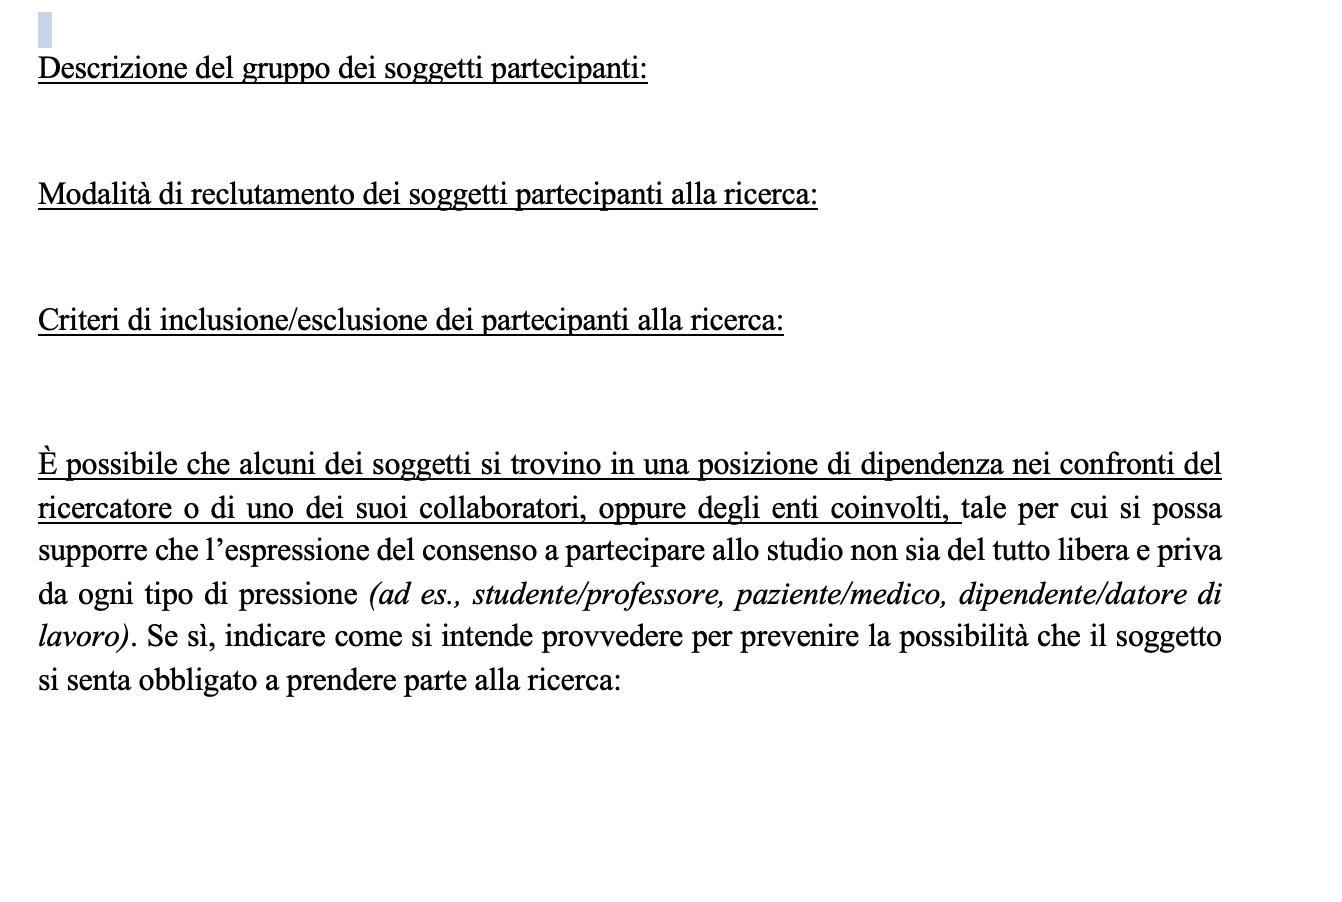 Descrizione del gruppo dei soggetti partecipanti:
Modalità di reclutamento dei soggetti partecipanti alla ricerca:
Criteri di inclusione/esclusione dei partecipanti alla ricerca:
È possibile che alcuni dei soggetti si trovino in una posizione di dipendenza nei confronti del
ricercatore o di uno dei suoi collaboratori, oppure degli enti coinvolti, tale per cui si possa
supporre che l’espressione del consenso a partecipare allo studio non sia del tutto libera e priva
da ogni tipo di pressione (ad es., studente/professore, paziente/medico, dipendente/datore di
lavoro). Se sì, indicare come si intende provvedere per prevenire la possibilità che il soggetto
si senta obbligato a prendere parte alla ricerca: